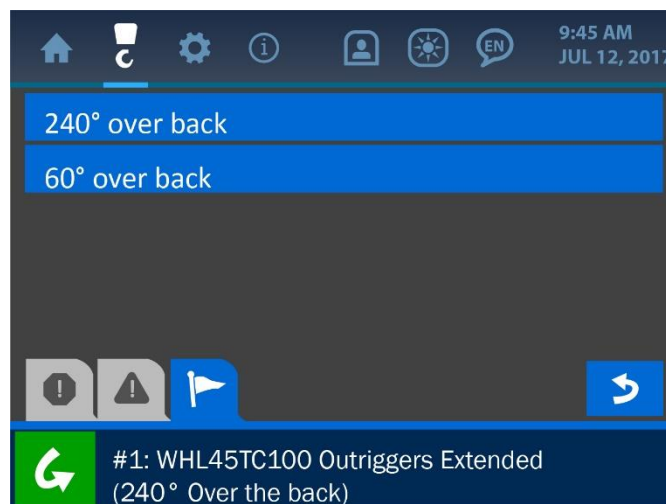 EN
9:45 AM
JUL 12, 2017
240° over back
60° over back
#1: WHL45TC100 Outriggers Extended
(240° Over the back)